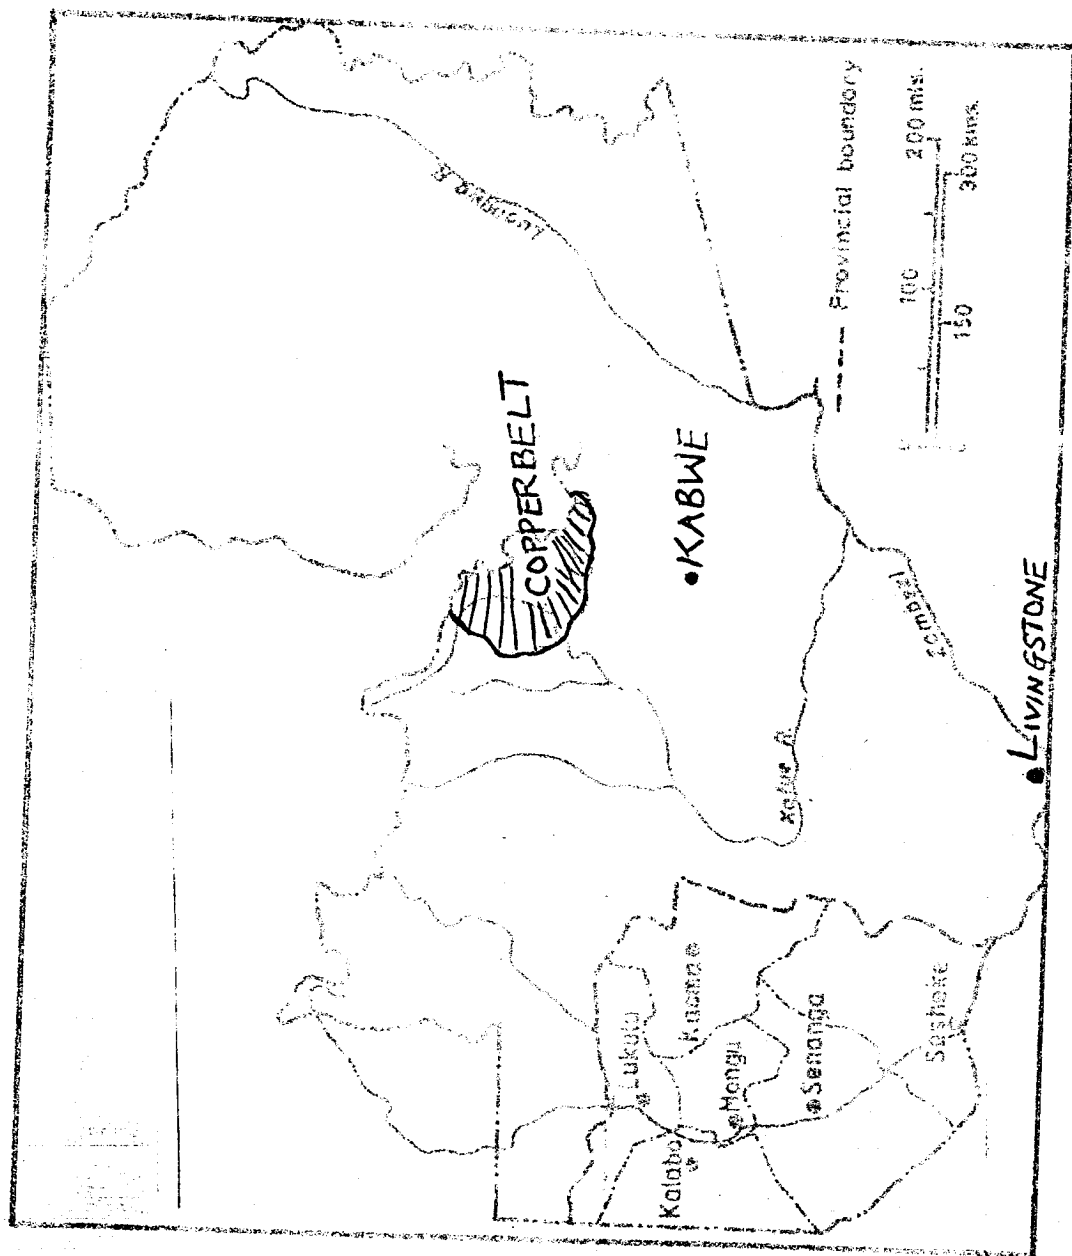 Luangwa R.
COPPERBELT
KABWE
Kafue R.
Zambezi
LIVINGSTONE
Lukulu
Kaoma
Kalabo
Mongu
Senanga
Sesheke
Provincial boundary
100
200 mls.
150
300 kms.